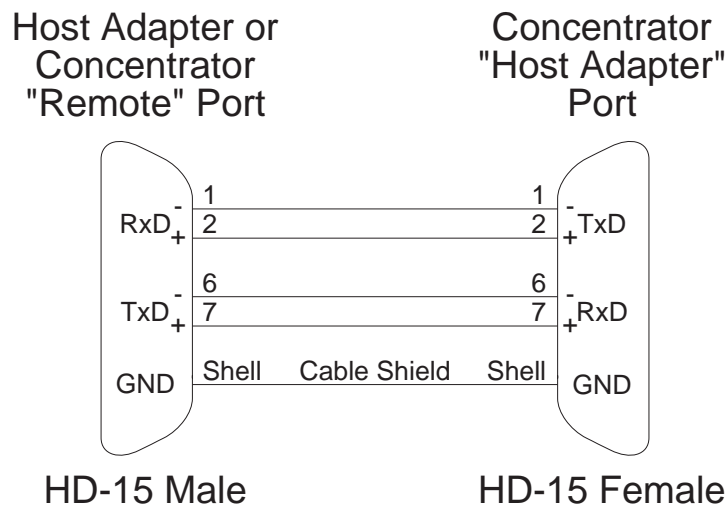 Host Adapter or
Concentrator
"Remote" Port
Concentrator
"Host Adapter"
Port
1 1
RxD - - TxD
2 2
+ +
6 6
TxD - - RxD
7 7
+ +
GND Shell Cable Shield Shell GND
HD-15 Male HD-15 Female